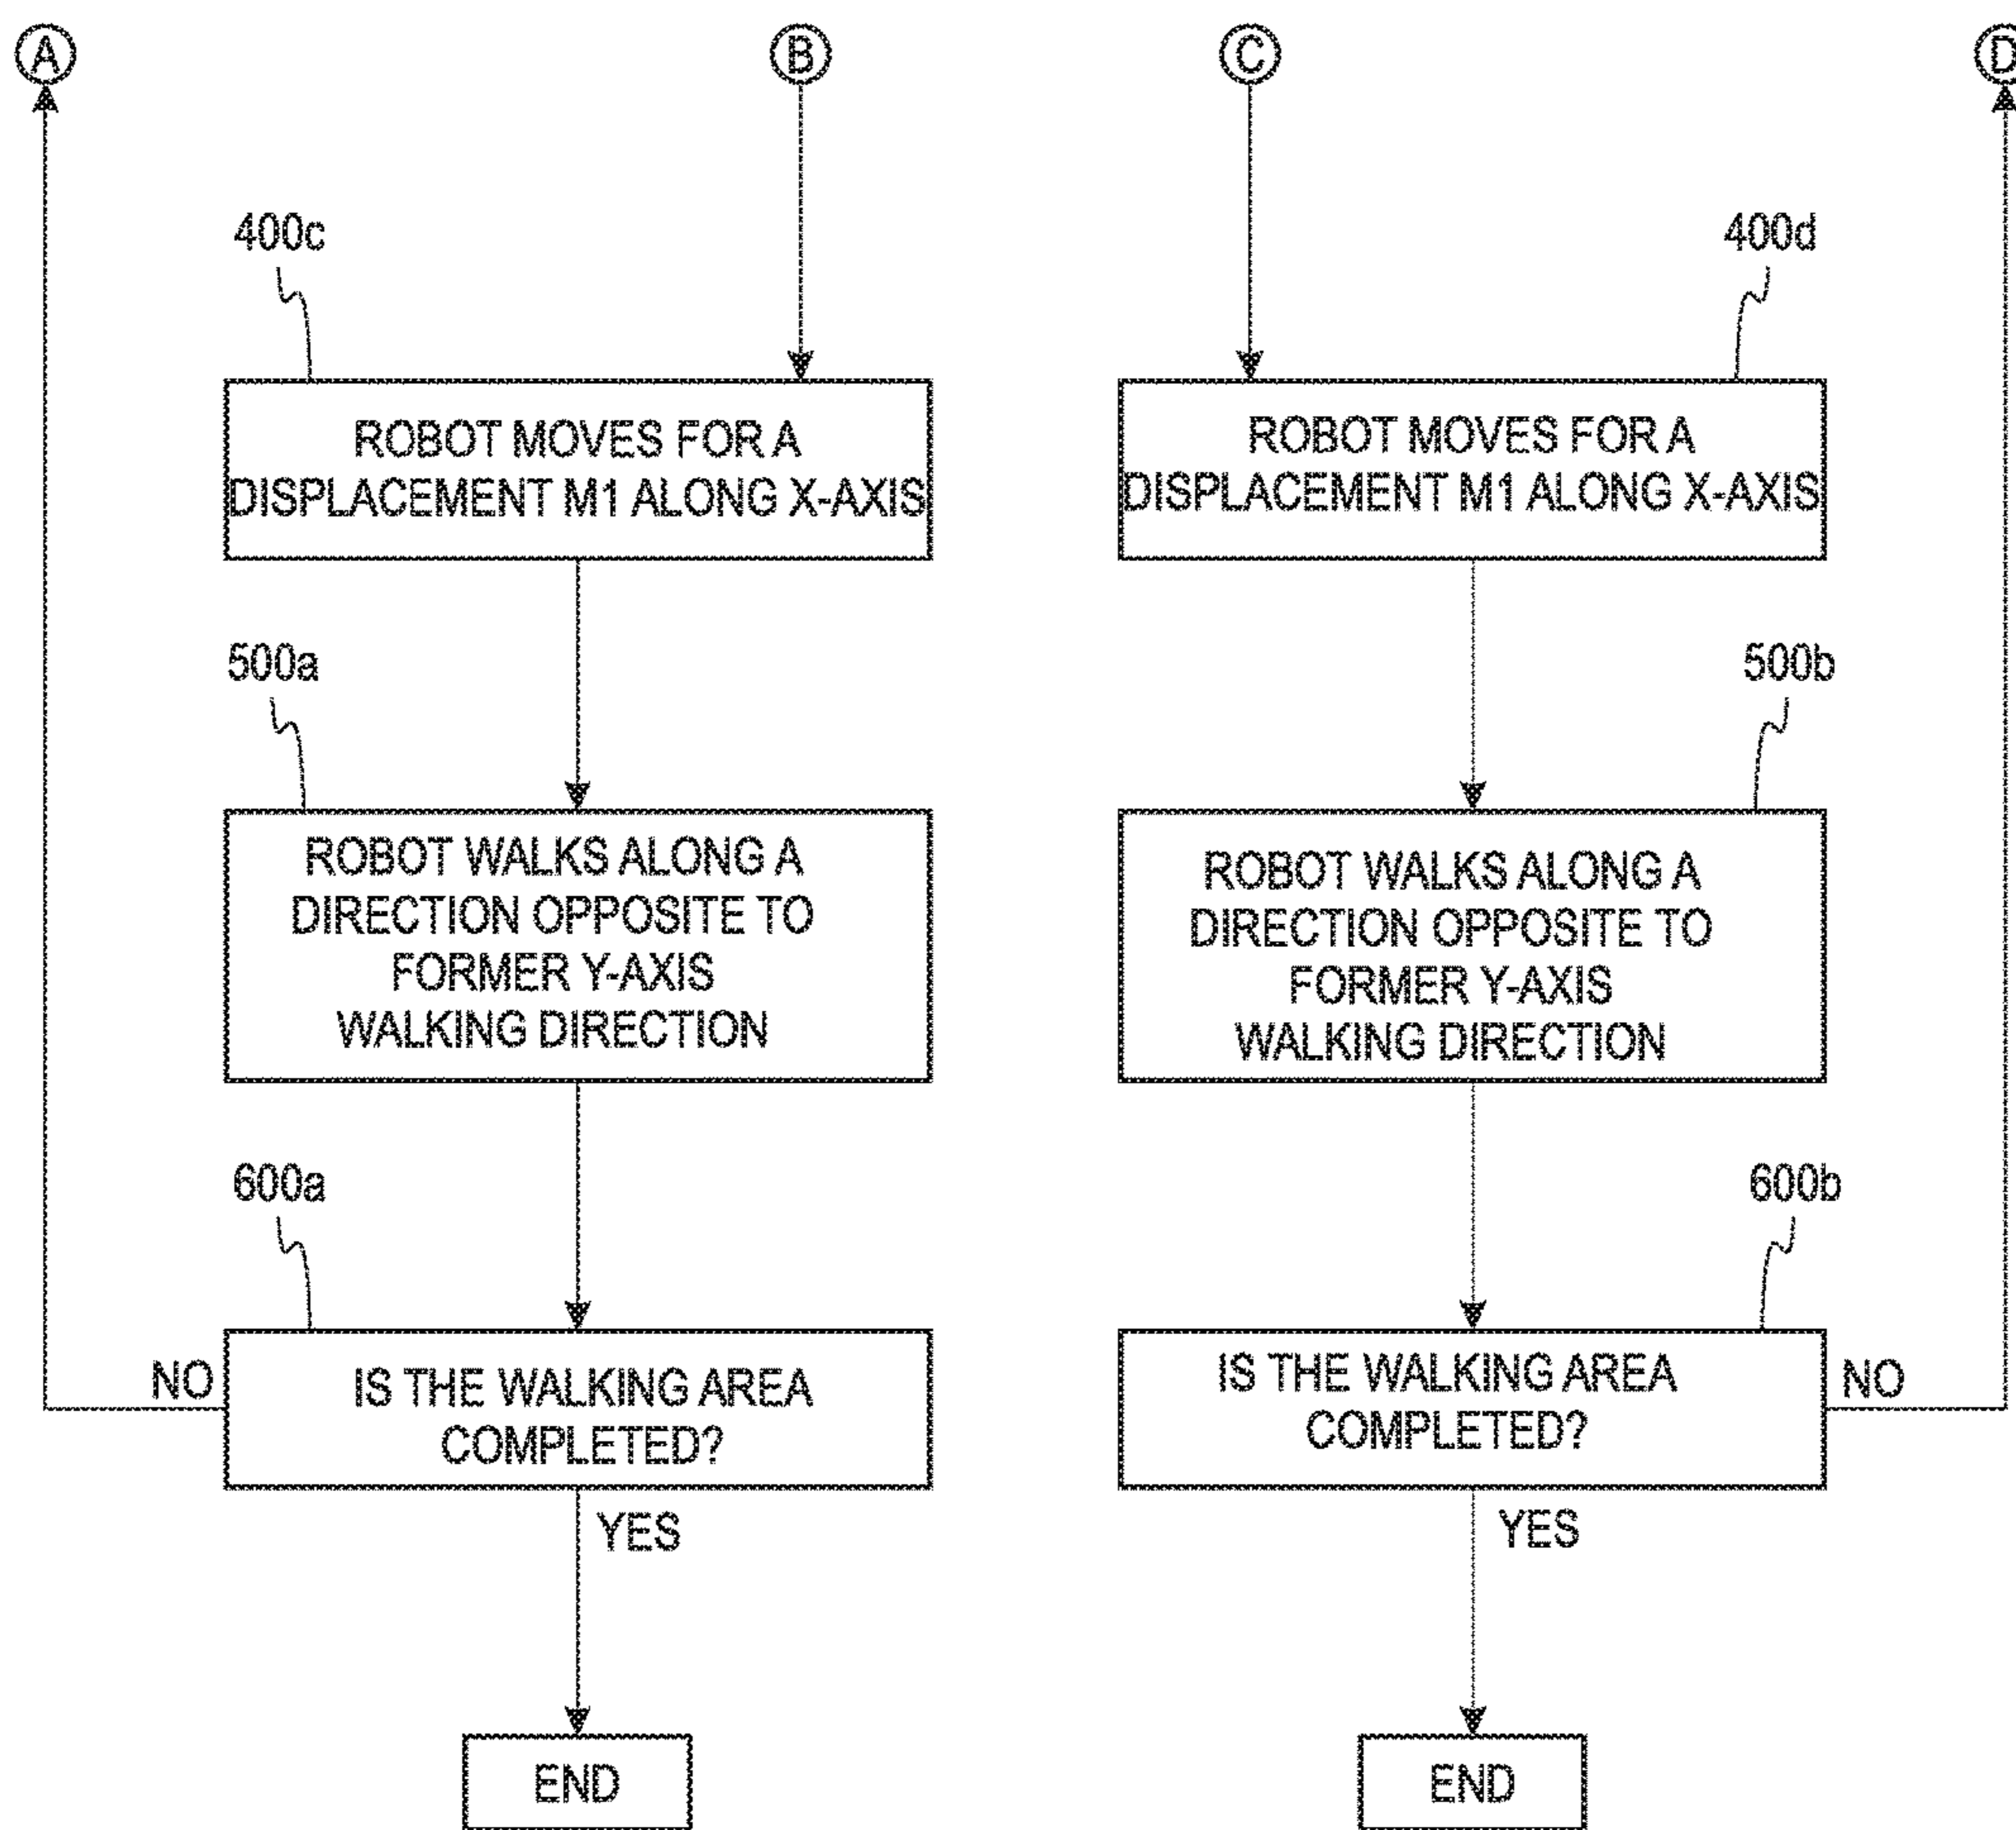 A
B
C
D
400c
400d
ROBOT MOVES FOR A
DISPLACEMENT M1 ALONG X-AXIS
ROBOT MOVES FOR A
DISPLACEMENT M1 ALONG X-AXIS
500a
500b
ROBOT WALKS ALONG A
DIRECTION OPPOSITE TO
FORMER Y-AXIS
WALKING DIRECTION
ROBOT WALKS ALONG A
DIRECTION OPPOSITE TO
FORMER Y-AXIS
WALKING DIRECTION
600a
600b
NO
IS THE WALKING AREA
COMPLETED?
IS THE WALKING AREA
COMPLETED?
NO
YES
YES
END
END